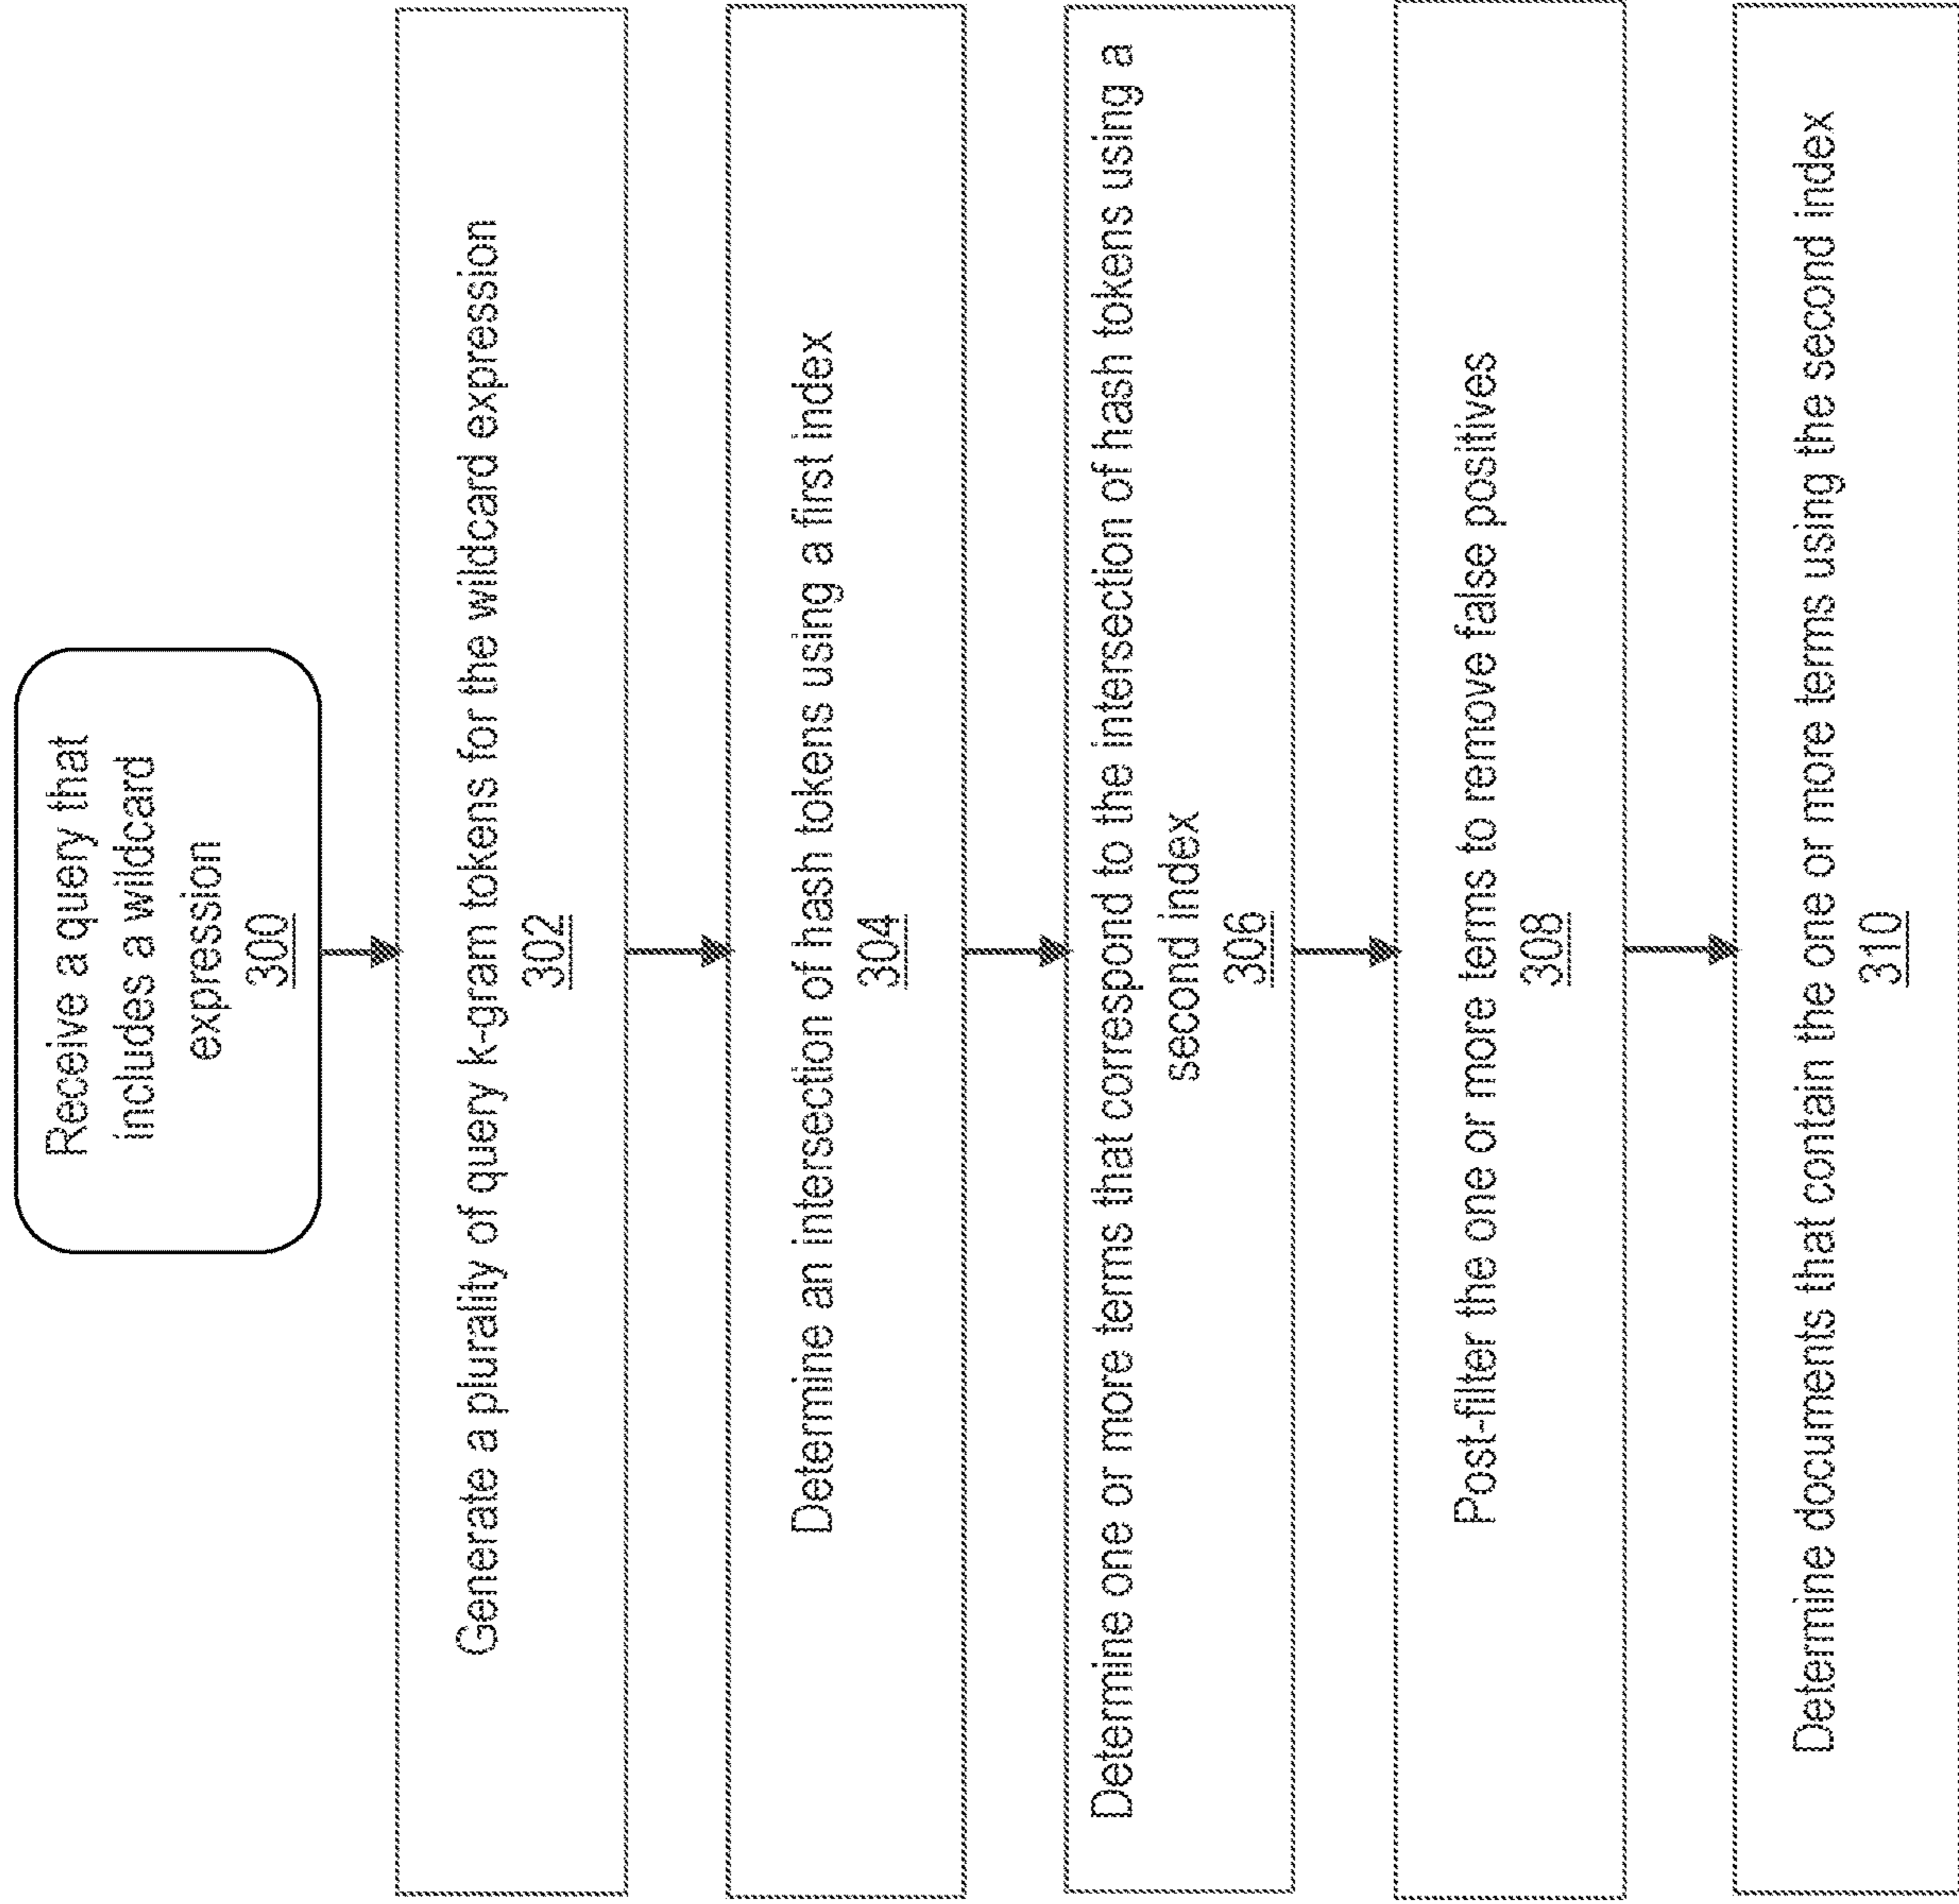 Receive a query that
includes a wildcard
expression
300
Generate a plurality of query k-gram tokens for the wildcard expression
302
Determine an intersection of hash tokens using a first index
304
Determine one or more terms that correspond to the intersection of hash tokens using a
second index
306
Post-filter the one or more terms to remove false positives
308
Determine documents that contain the one or more terms using the second index
310